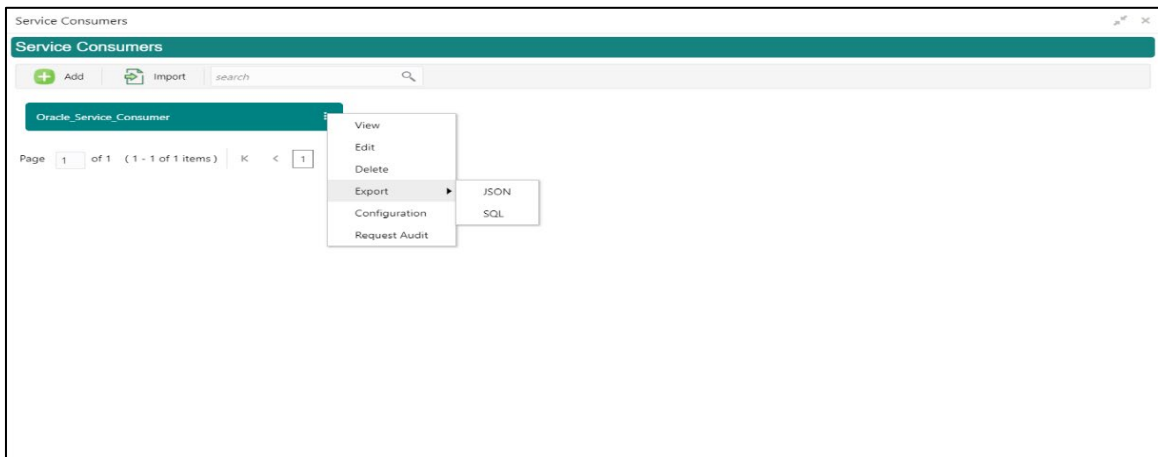 Service Consumers
Service Consumers
Add Import search
Oracle_Service_Consumer
Page 1 of 1 ( 1 - 1 of 1 items ) K < 1
View
Edit
Delete
Export
JSON
SQL
Configuration
Request Audit